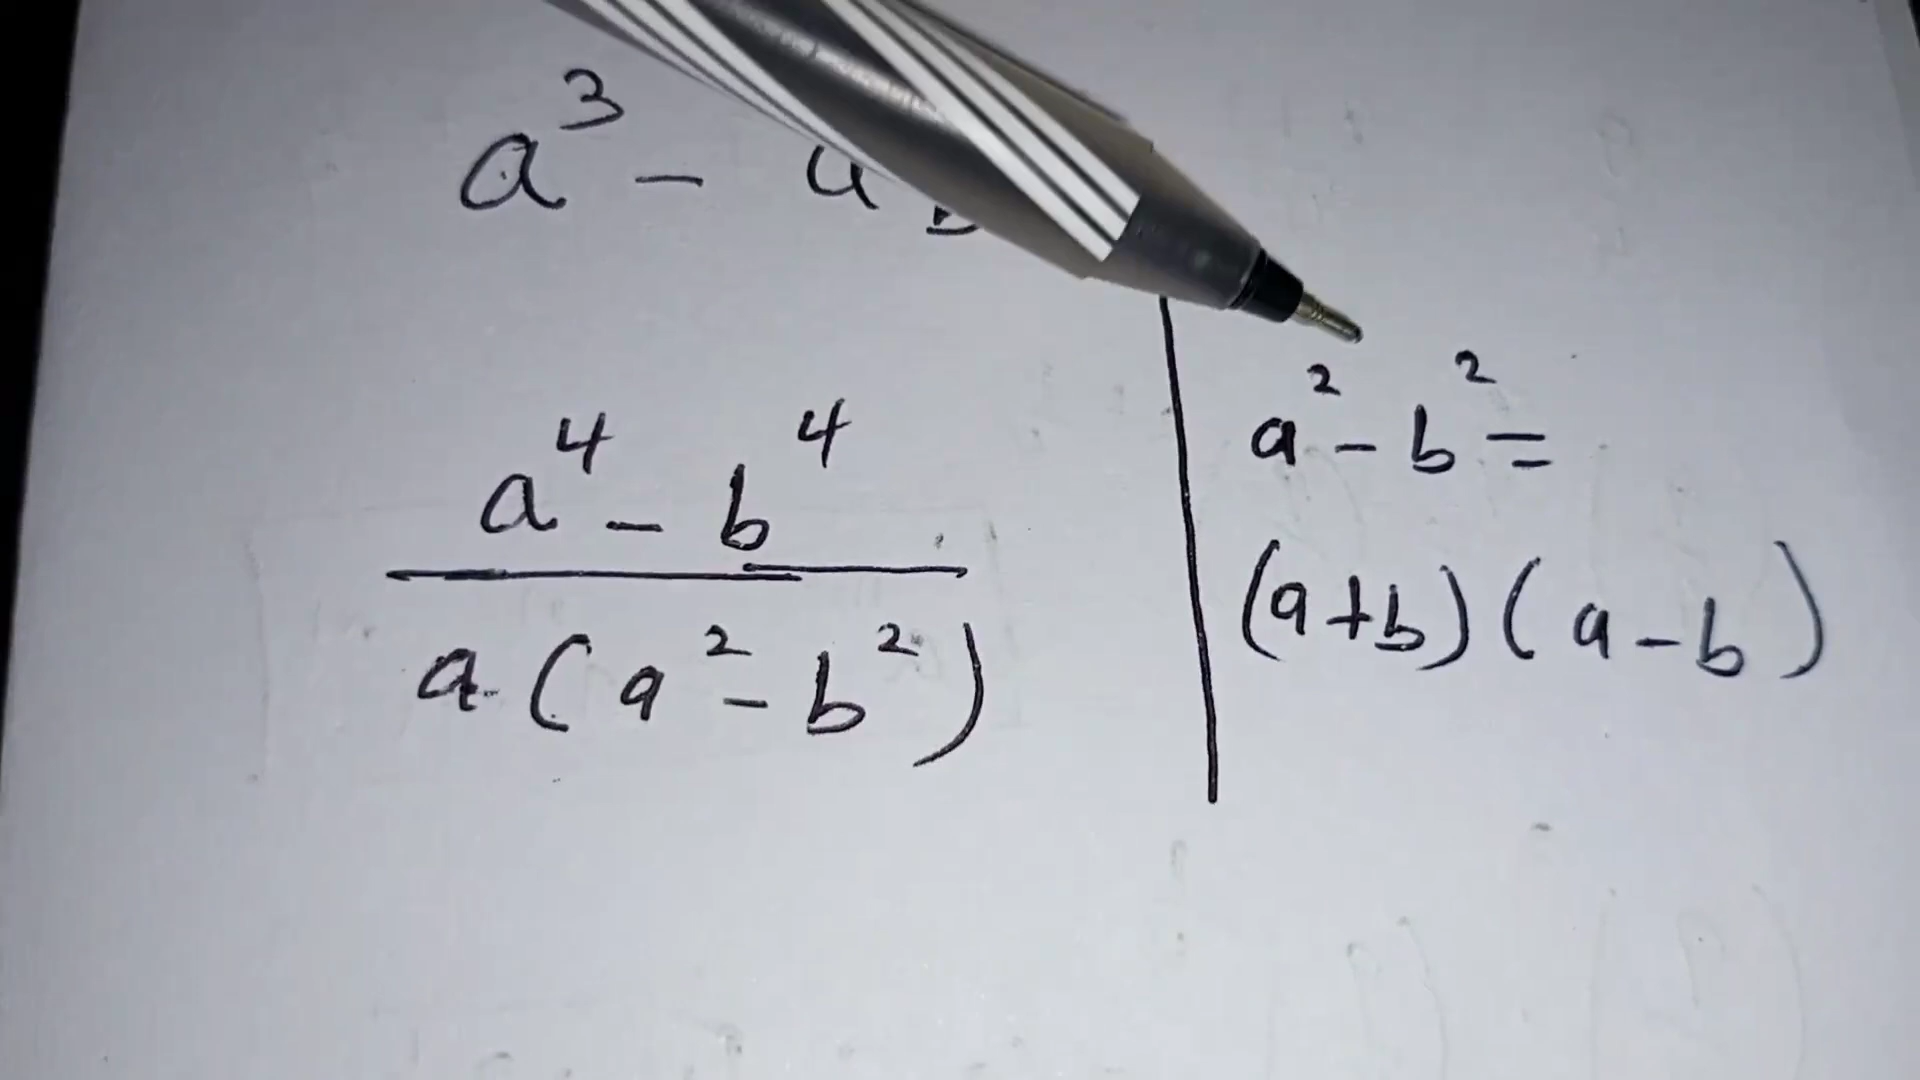 a³ - a
a⁴ - b⁴
a (a² - b²)
a² - b² =
(a+b) (a - b)